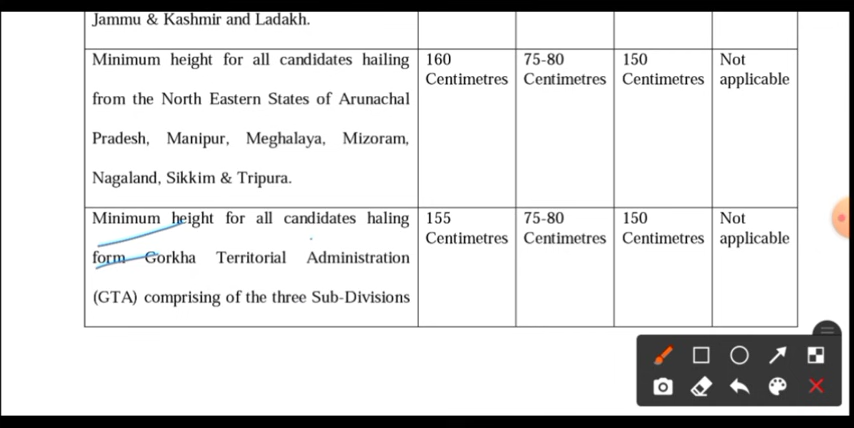 Jammu & Kashmir and Ladakh.
Minimum height for all candidates hailing
from the North Eastern States of Arunachal
Pradesh, Manipur, Meghalaya, Mizoram,
Nagaland, Sikkim & Tripura.
160
Centimetres
75-80
Centimetres
150
Centimetres
Not
applicable
Minimum height for all candidates haling
form Gorkha Territorial Administration
(GTA) comprising of the three Sub-Divisions
155
Centimetres
75-80
Centimetres
150
Centimetres
Not
applicable